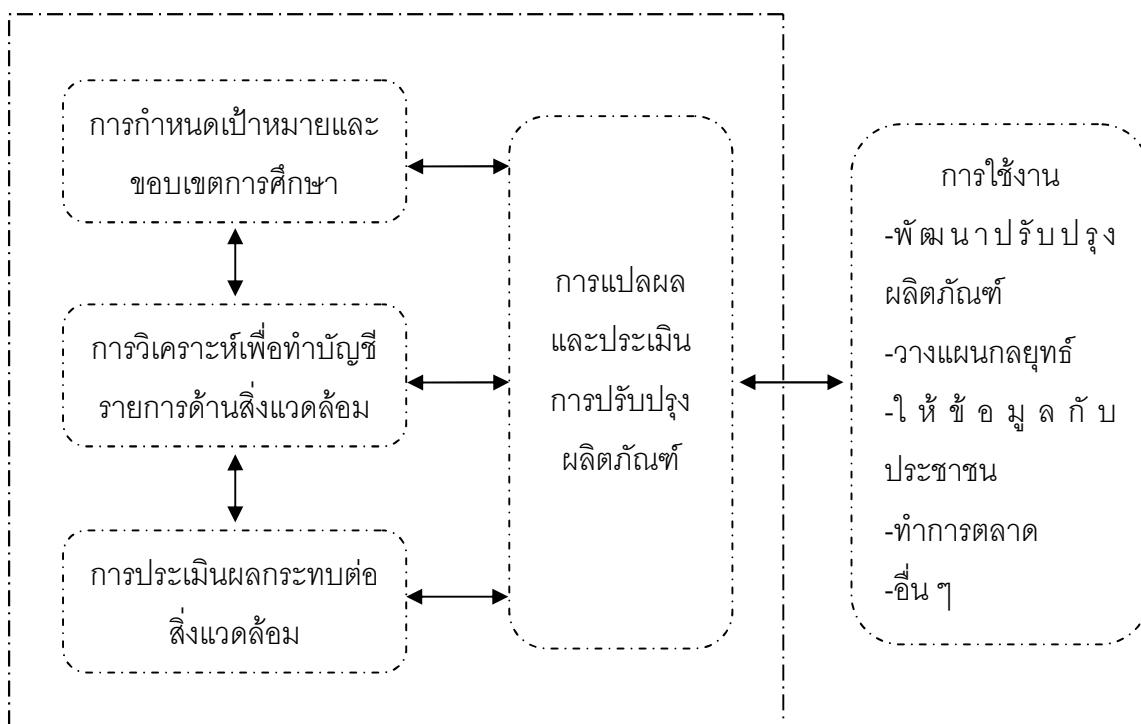 การกำหนดเป้าหมายและ
ขอบเขตการศึกษา
การวิเคราะห์เพื่อทำบัญชี
รายการด้านสิ่งแวดล้อม
การประเมินผลกระทบต่อ
สิ่งแวดล้อม
การแปลผล
และประเมิน
การปรับปรุง
ผลิตภัณฑ์
การใช้งาน
-พัฒนาปรับปรุง
ผลิตภัณฑ์
-วางแผนกลยุทธ์
-ให้ข้อมูลกับ
ประชาชน
-ทำการตลาด
-อื่น ๆ